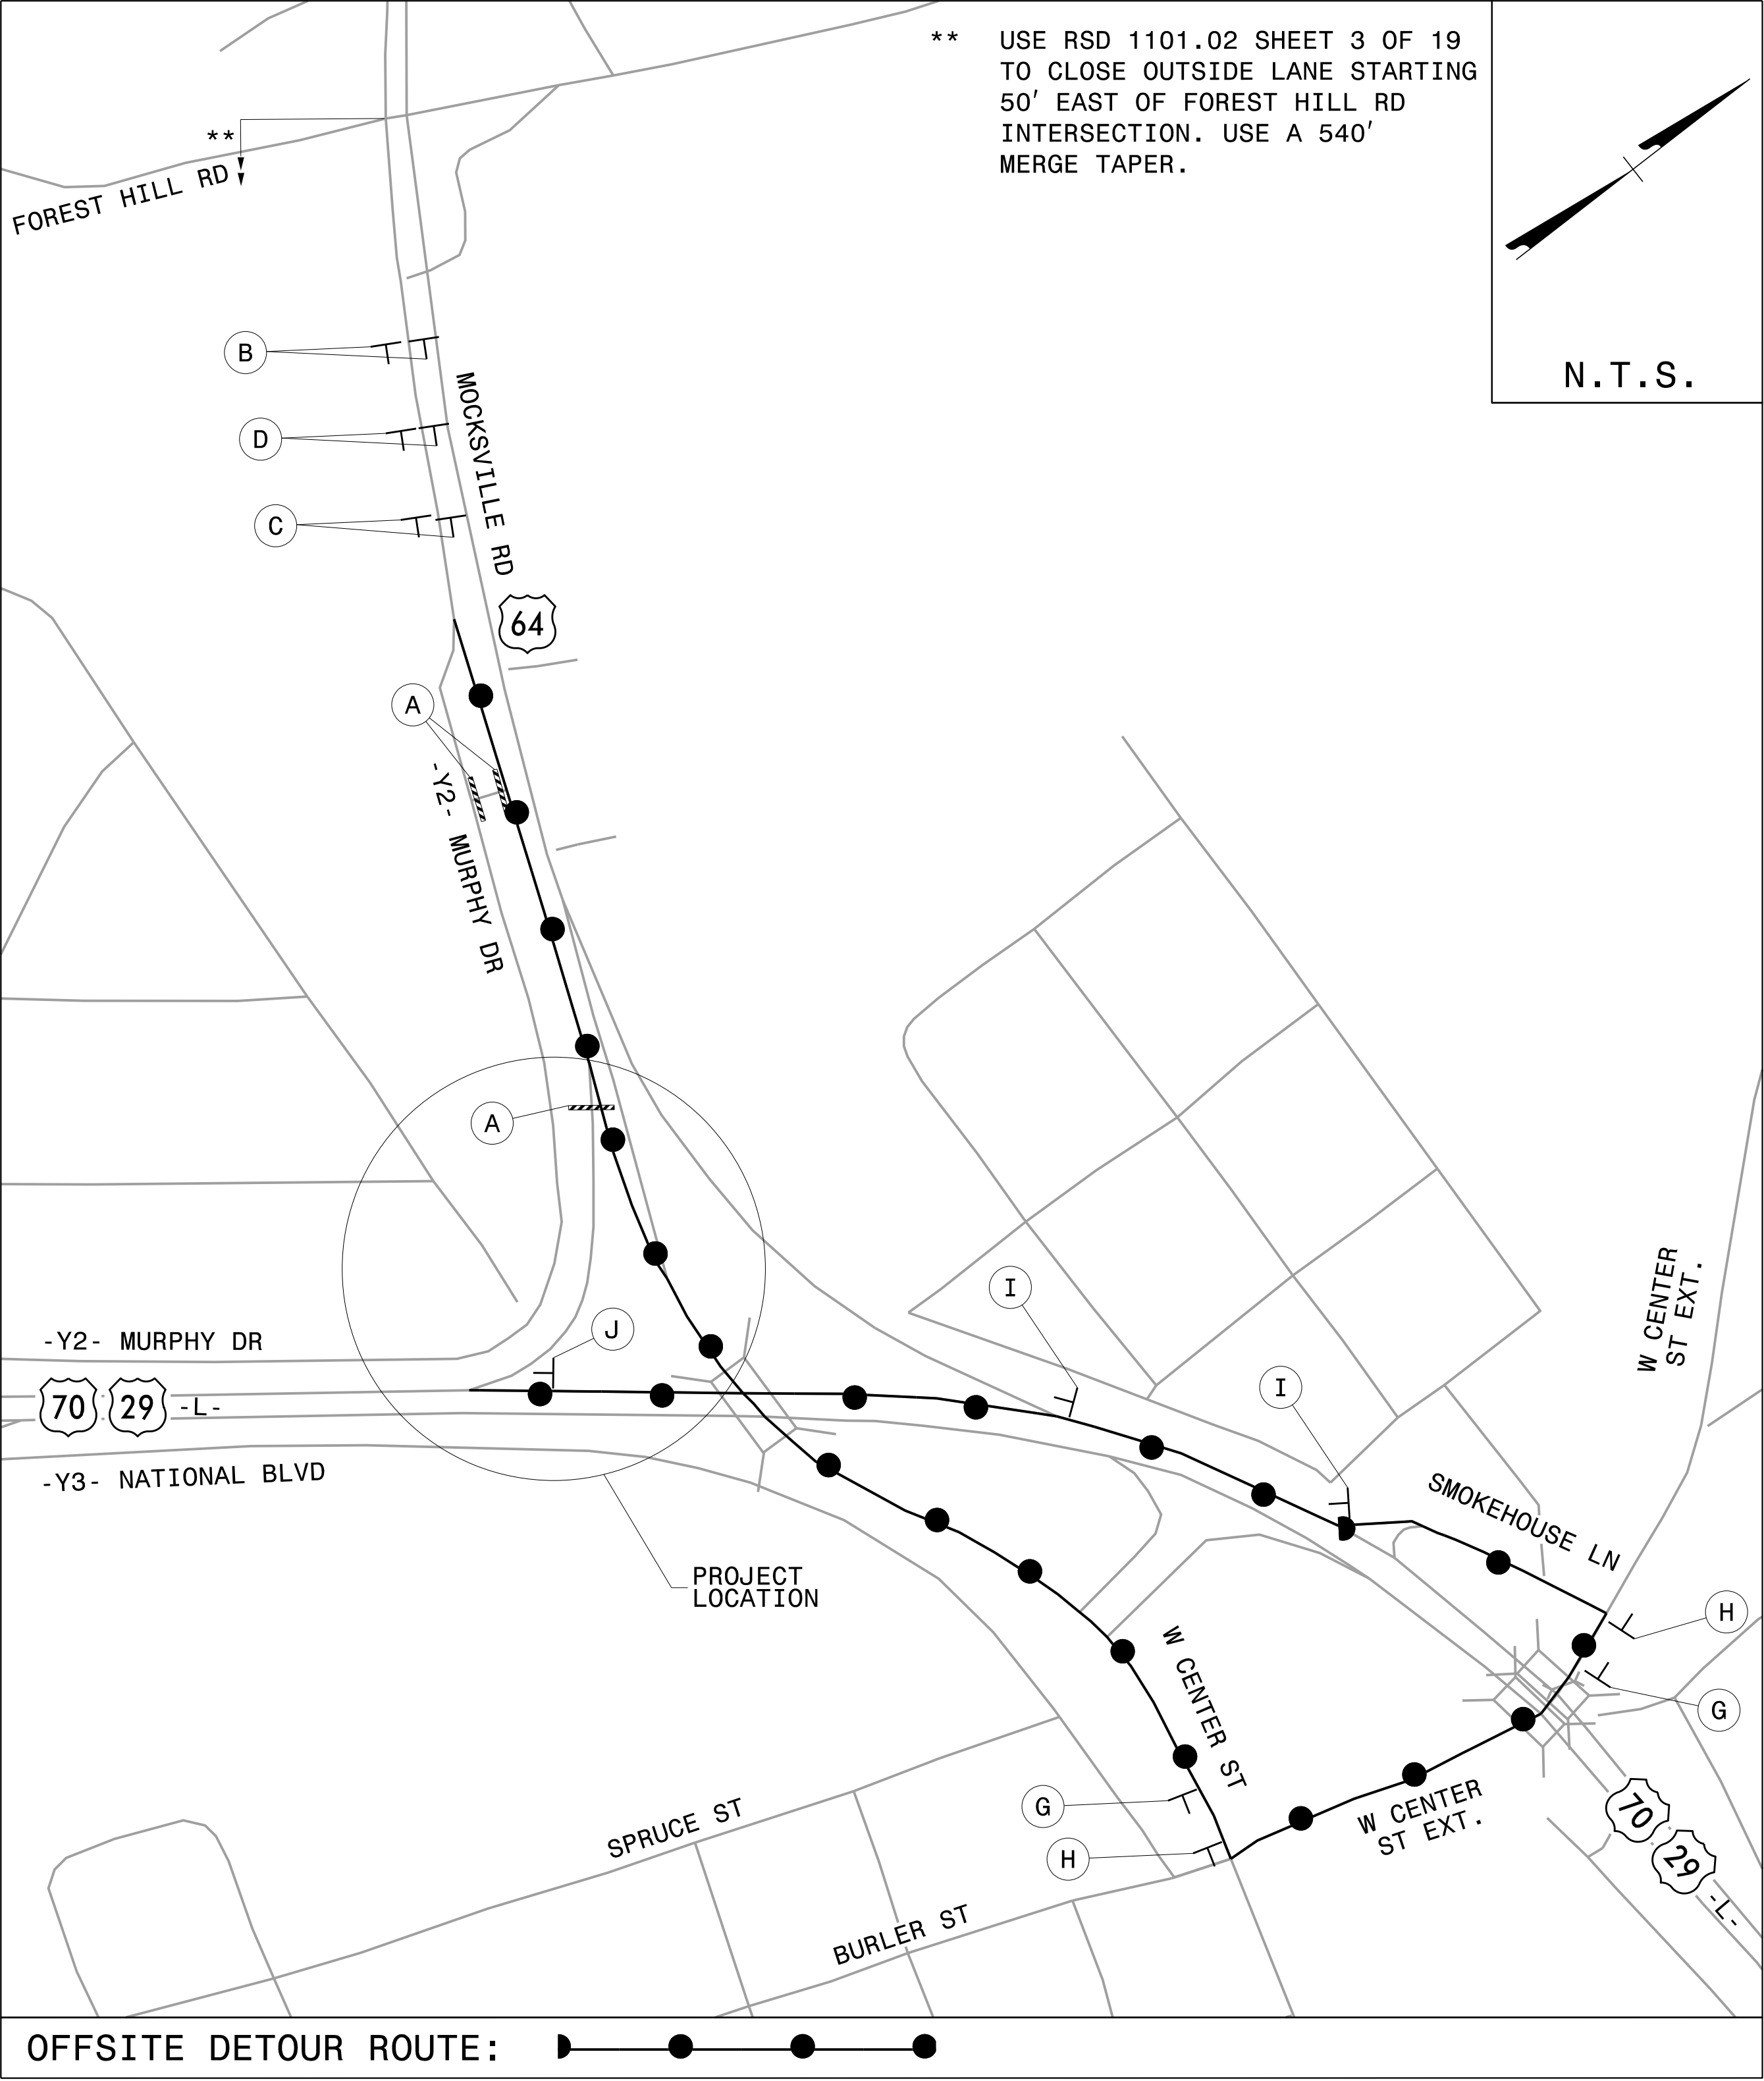 ** USE RSD 1101.02 SHEET 3 OF 19
TO CLOSE OUTSIDE LANE STARTING
50' EAST OF FOREST HILL RD
INTERSECTION. USE A 540'
MERGE TAPER.
**
FOREST HILL RD
N.T.S.
B
D
C
MOCKSVILLE RD
64
A
-Y2- MURPHY DR
A
I
J
I
W CENTER
ST EXT.
-Y2- MURPHY DR
70 29 -L-
-Y3- NATIONAL BLVD
SMOKEHOUSE LN
PROJECT
LOCATION
H
G
W CENTER ST
G
H
W CENTER
ST EXT.
70
29
-L-
SPRUCE ST
BURLER ST
OFFSITE DETOUR ROUTE: